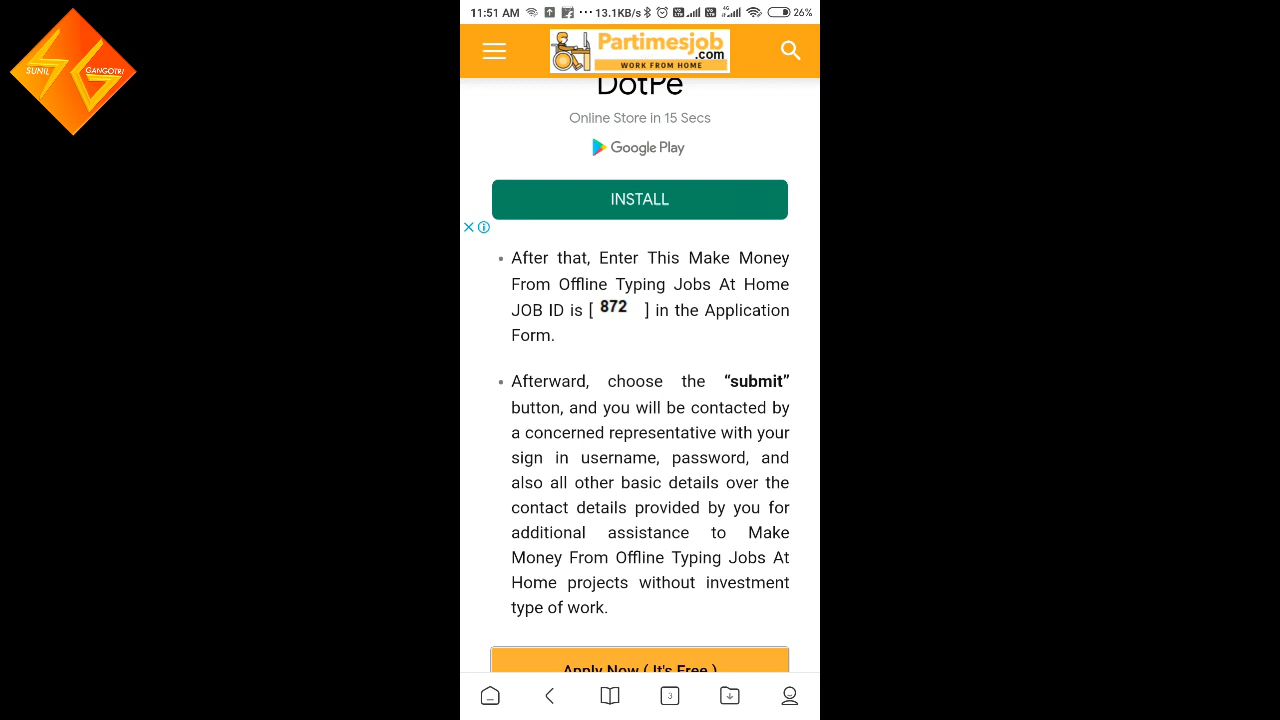 11:51 AM ... 13.1KB/s 26%
SUNIL GANGOTRI
Partimesjob
.com
WORK FROM HOME
DotPe
Online Store in 15 Secs
Google Play
INSTALL
• After that, Enter This Make Money
From Offline Typing Jobs At Home
JOB ID is [ 872 ] in the Application
Form.
• Afterward, choose the “submit”
button, and you will be contacted by
a concerned representative with your
sign in username, password, and
also all other basic details over the
contact details provided by you for
additional assistance to Make
Money From Offline Typing Jobs At
Home projects without investment
type of work.
Apply Now ( It's Free )
3